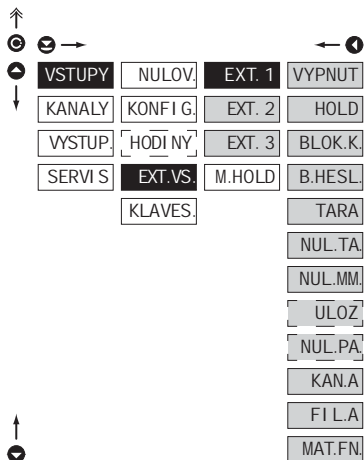 VSTUPY NULOV. EXT. 1 VYPNUT
KANALY KONFIG. EXT. 2 HOLD
VYSTUP. HODINY EXT. 3 BLOK.K.
SERVIS EXT.VS. M.HOLD B.HESL.
KLAVES. TARA
NUL.TA.
NUL.MM.
ULOZ
NUL.PA.
KAN.A
FIL.A
MAT.FN.